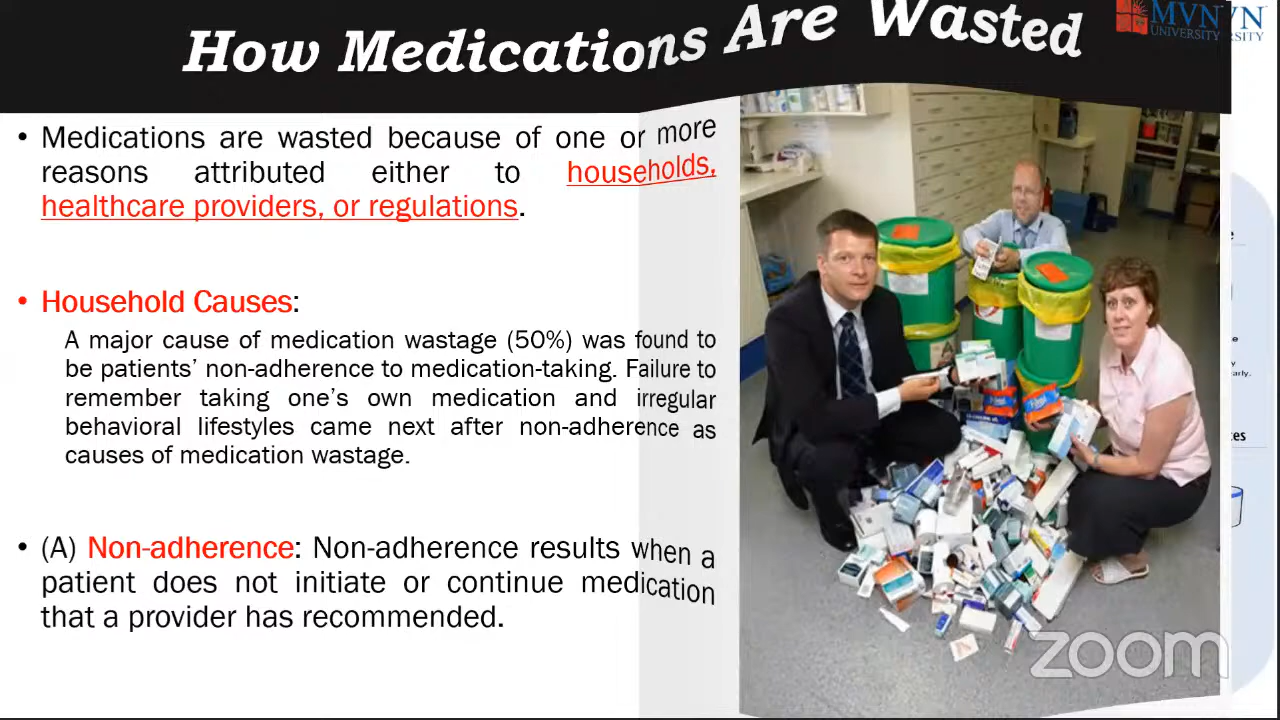 How Medications Are Wasted
MVN VN
UNIVERSITY RSITY
• Medications are wasted because of one or more
reasons attributed either to households,
healthcare providers, or regulations.
• Household Causes:
A major cause of medication wastage (50%) was found to
be patients’ non-adherence to medication-taking. Failure to
remember taking one’s own medication and irregular
behavioral lifestyles came next after non-adherence as
causes of medication wastage.
• (A) Non-adherence: Non-adherence results when a
patient does not initiate or continue medication
that a provider has recommended.
zoom